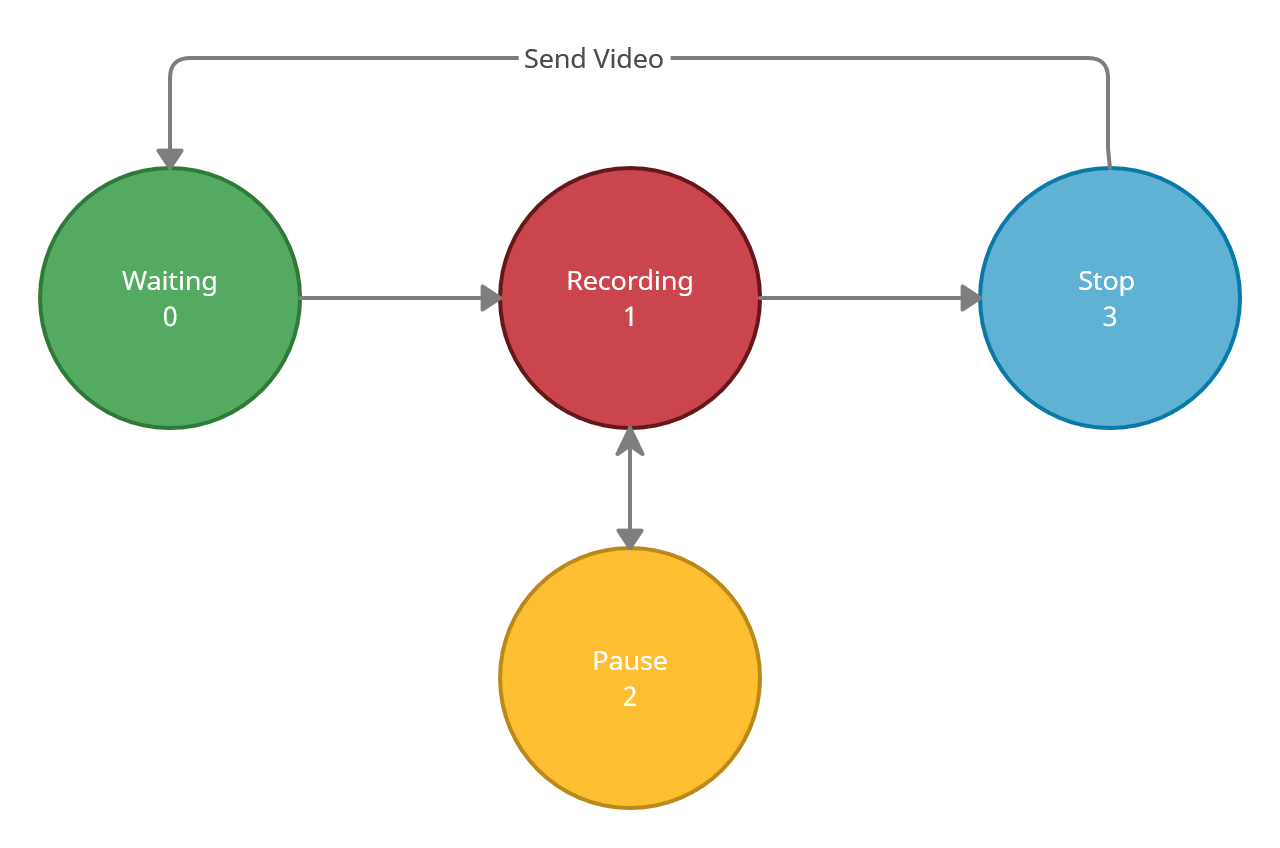 Send Video
Waiting
0
Recording
1
Stop
3
Pause
2